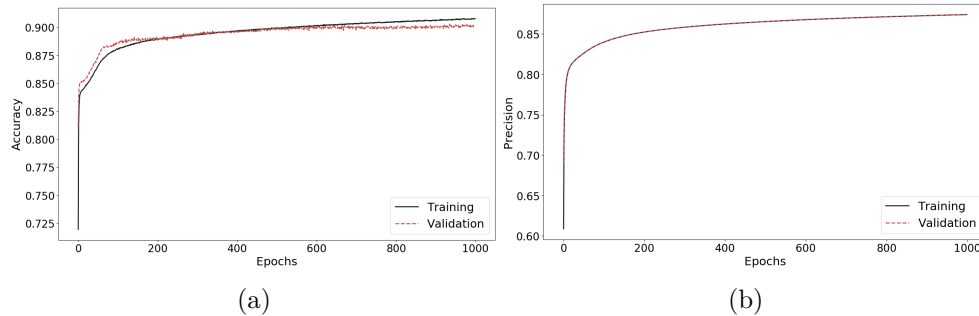 0.900
0.875
0.850
0.825
0.800
0.775
0.750
0.725
Accuracy
0 200 400 600 800 1000
Epochs
Training
Validation
(a)
0.85
0.80
0.75
0.70
0.65
0.60
Precision
0 200 400 600 800 1000
Epochs
Training
Validation
(b)